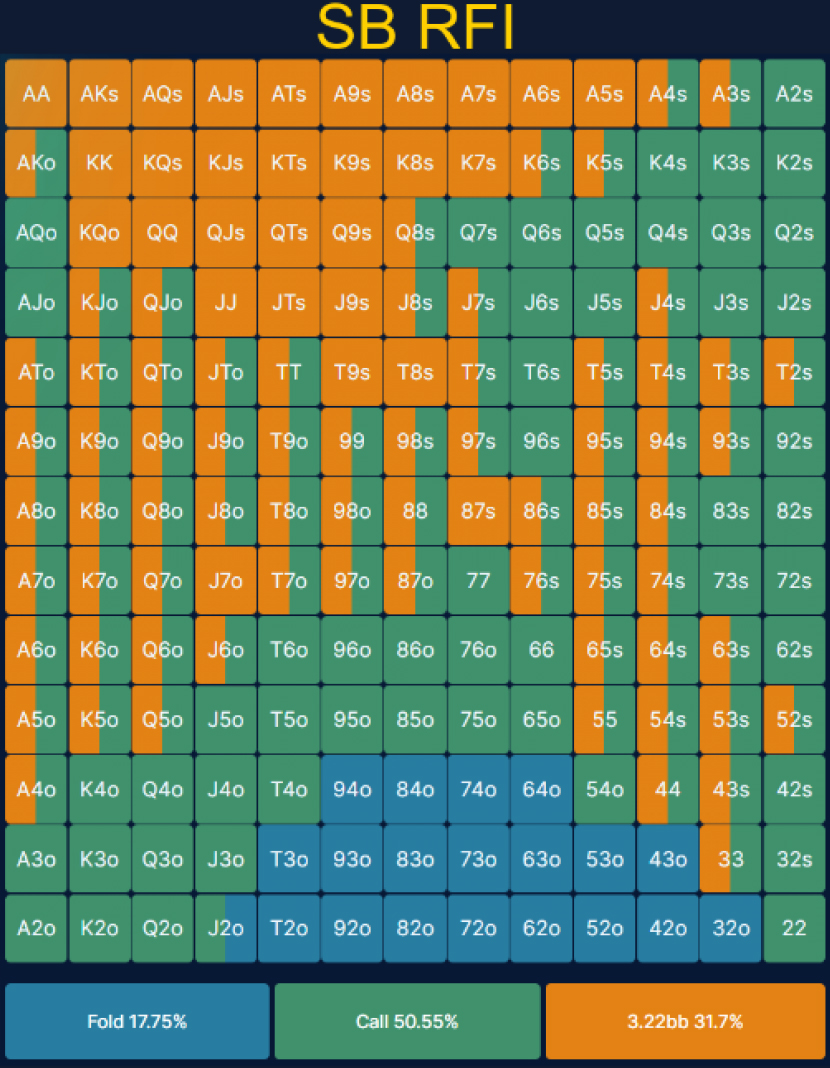 SB RFI
AA AKs AQs AJs ATs A9s A8s A7s A6s A5s A4s A3s A2s
AKo KK KQs KJs KTs K9s K8s K7s K6s K5s K4s K3s K2s
AQo KQo QQ QJs QTs Q9s Q8s Q7s Q6s Q5s Q4s Q3s Q2s
AJo KJo QJo JJ JTs J9s J8s J7s J6s J5s J4s J3s J2s
ATo KTo QTo JTo TT T9s T8s T7s T6s T5s T4s T3s T2s
A9o K9o Q9o J9o T9o 99 98s 97s 96s 95s 94s 93s 92s
A8o K8o Q8o J8o T8o 98o 88 87s 86s 85s 84s 83s 82s
A7o K7o Q7o J7o T7o 97o 87o 77 76s 75s 74s 73s 72s
A6o K6o Q6o J6o T6o 96o 86o 76o 66 65s 64s 63s 62s
A5o K5o Q5o J5o T5o 95o 85o 75o 65o 55 54s 53s 52s
A4o K4o Q4o J4o T4o 94o 84o 74o 64o 54o 44 43s 42s
A3o K3o Q3o J3o T3o 93o 83o 73o 63o 53o 43o 33 32s
A2o K2o Q2o J2o T2o 92o 82o 72o 62o 52o 42o 32o 22
Fold 17.75% Call 50.55% 3.22bb 31.7%